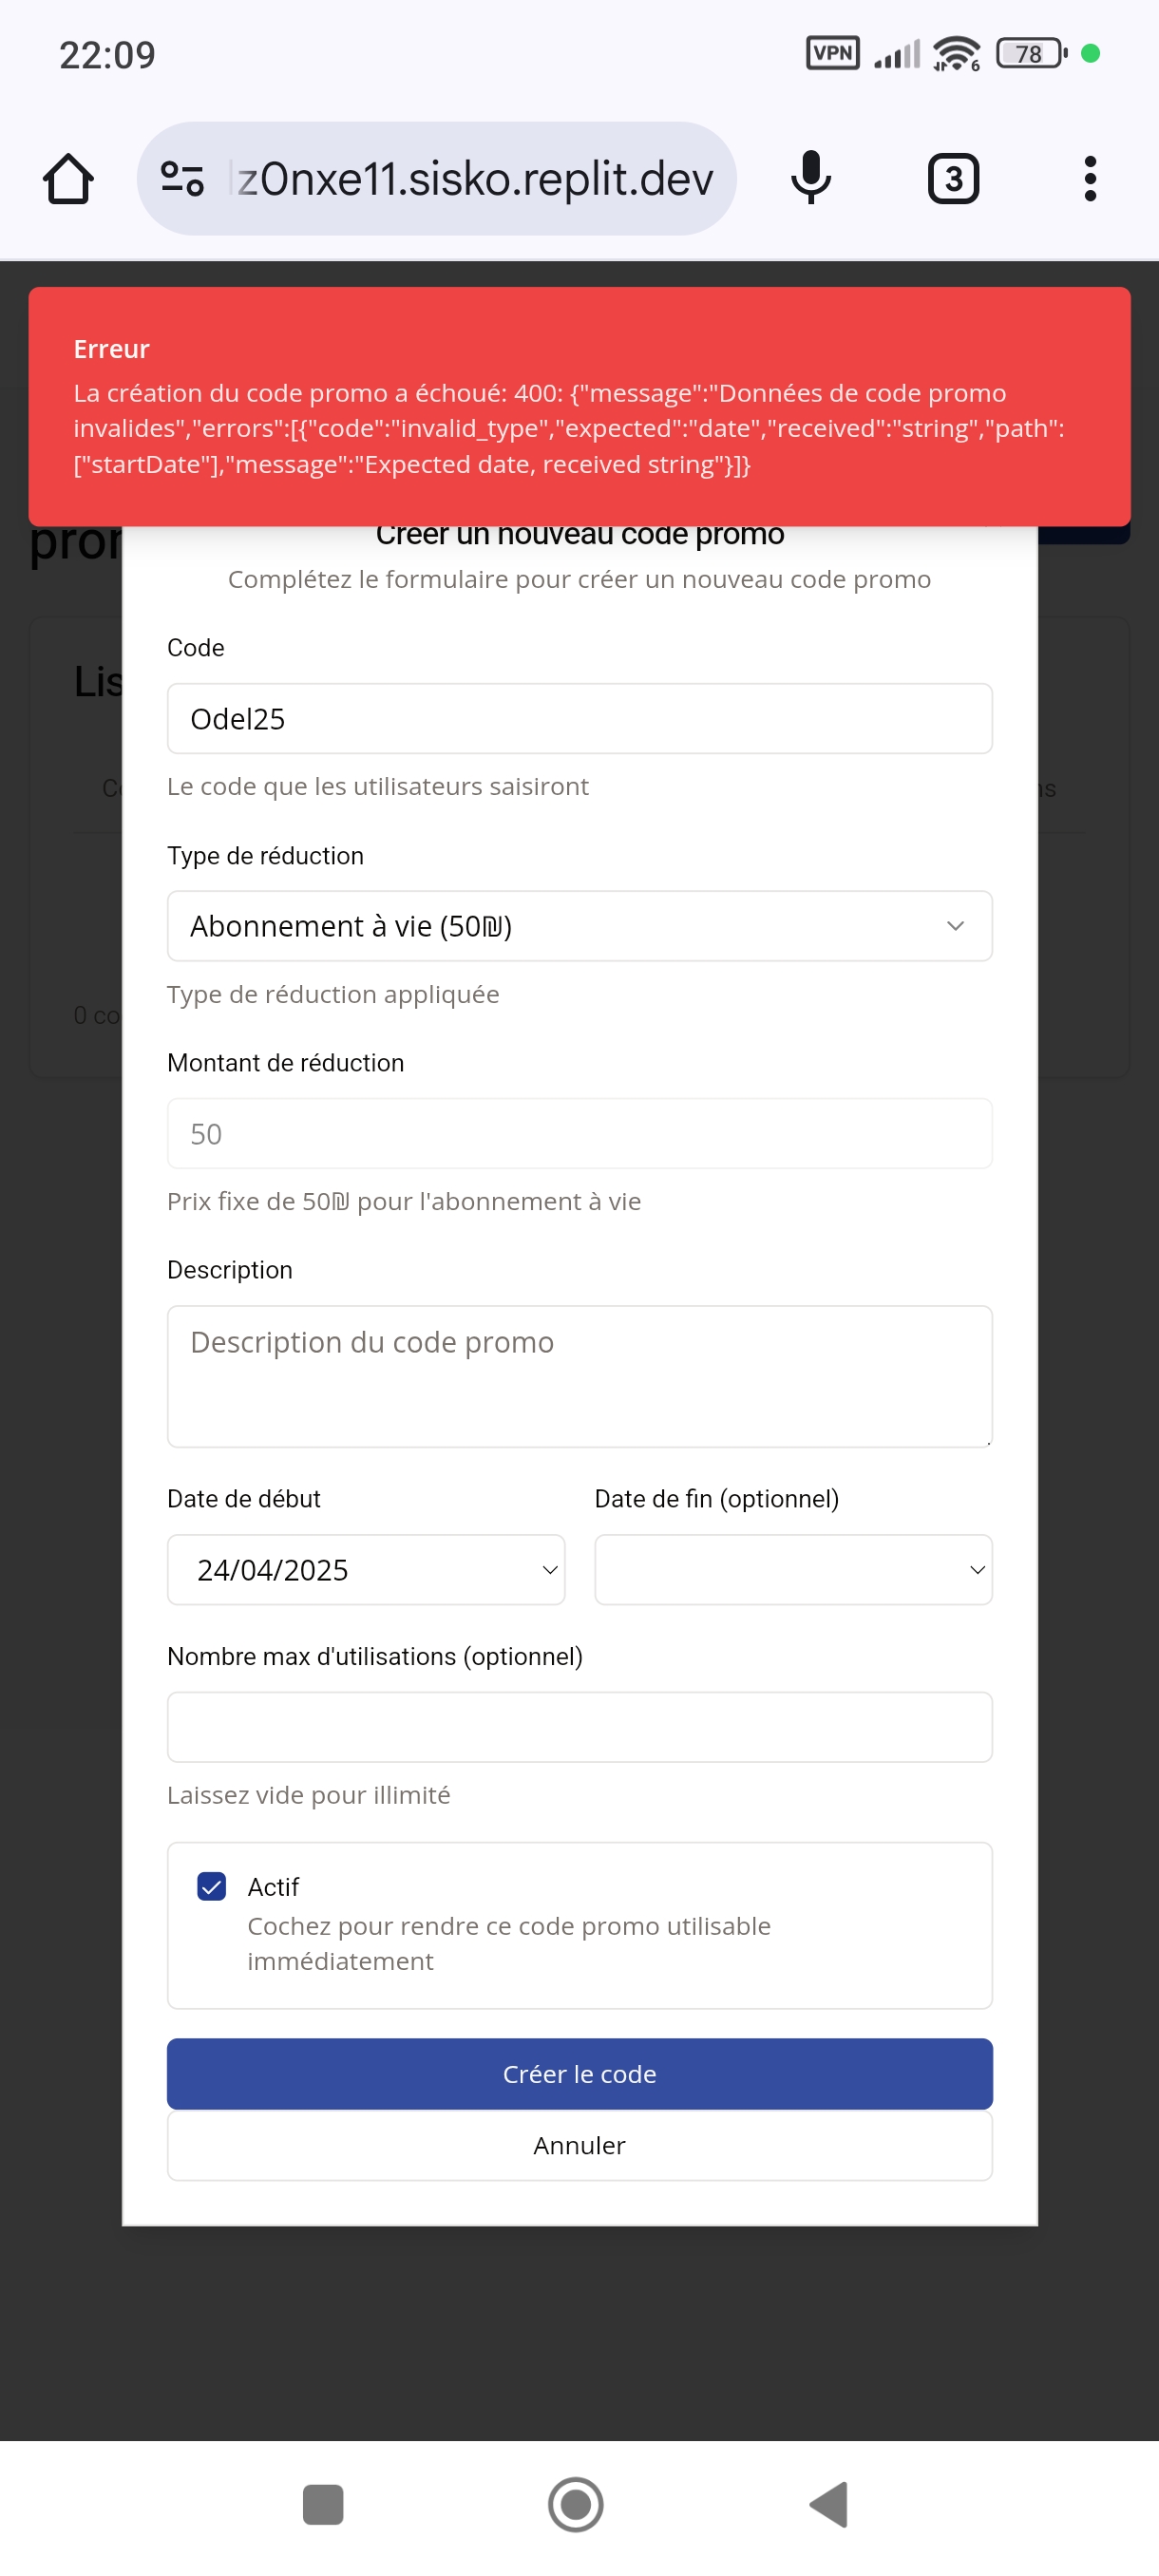 22:09
VPN
6
78
z0nxe11.sisko.replit.dev
3
Erreur
La création du code promo a échoué: 400: {"message":"Données de code promo
invalides","errors":[{"code":"invalid_type","expected":"date","received":"string","path":
["startDate"],"message":"Expected date, received string"}]}
Créer un nouveau code promo
Complétez le formulaire pour créer un nouveau code promo
Code
Odel25
Le code que les utilisateurs saisiront
Type de réduction
Abonnement à vie (50₪)
Type de réduction appliquée
0 co
Montant de réduction
50
Prix fixe de 50₪ pour l'abonnement à vie
Description
Description du code promo
Date de début
Date de fin (optionnel)
24/04/2025
Nombre max d'utilisations (optionnel)
Laissez vide pour illimité
Actif
Cochez pour rendre ce code promo utilisable
immédiatement
Créer le code
Annuler